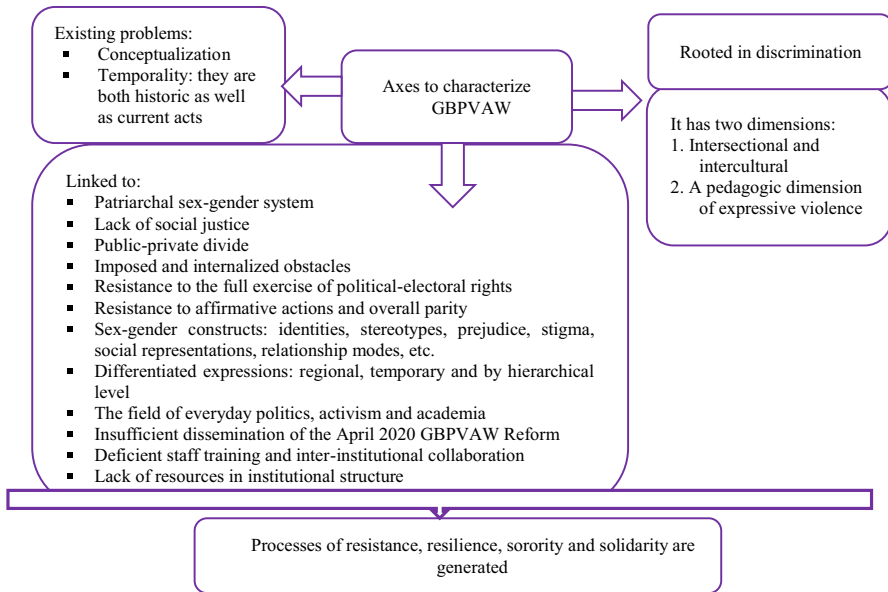 Existing problems:
▪ Conceptualization
▪ Temporality: they are
both historic as well
as current acts
Axes to characterize
GBPVAW
Rooted in discrimination
It has two dimensions:
1. Intersectional and
intercultural
2. A pedagogic dimension
of expressive violence
Linked to:
▪ Patriarchal sex-gender system
▪ Lack of social justice
▪ Public-private divide
▪ Imposed and internalized obstacles
▪ Resistance to the full exercise of political-electoral rights
▪ Resistance to affirmative actions and overall parity
▪ Sex-gender constructs: identities, stereotypes, prejudice, stigma,
social representations, relationship modes, etc.
▪ Differentiated expressions: regional, temporary and by hierarchical
level
▪ The field of everyday politics, activism and academia
▪ Insufficient dissemination of the April 2020 GBPVAW Reform
▪ Deficient staff training and inter-institutional collaboration
▪ Lack of resources in institutional structure
Processes of resistance, resilience, sorority and solidarity are
generated